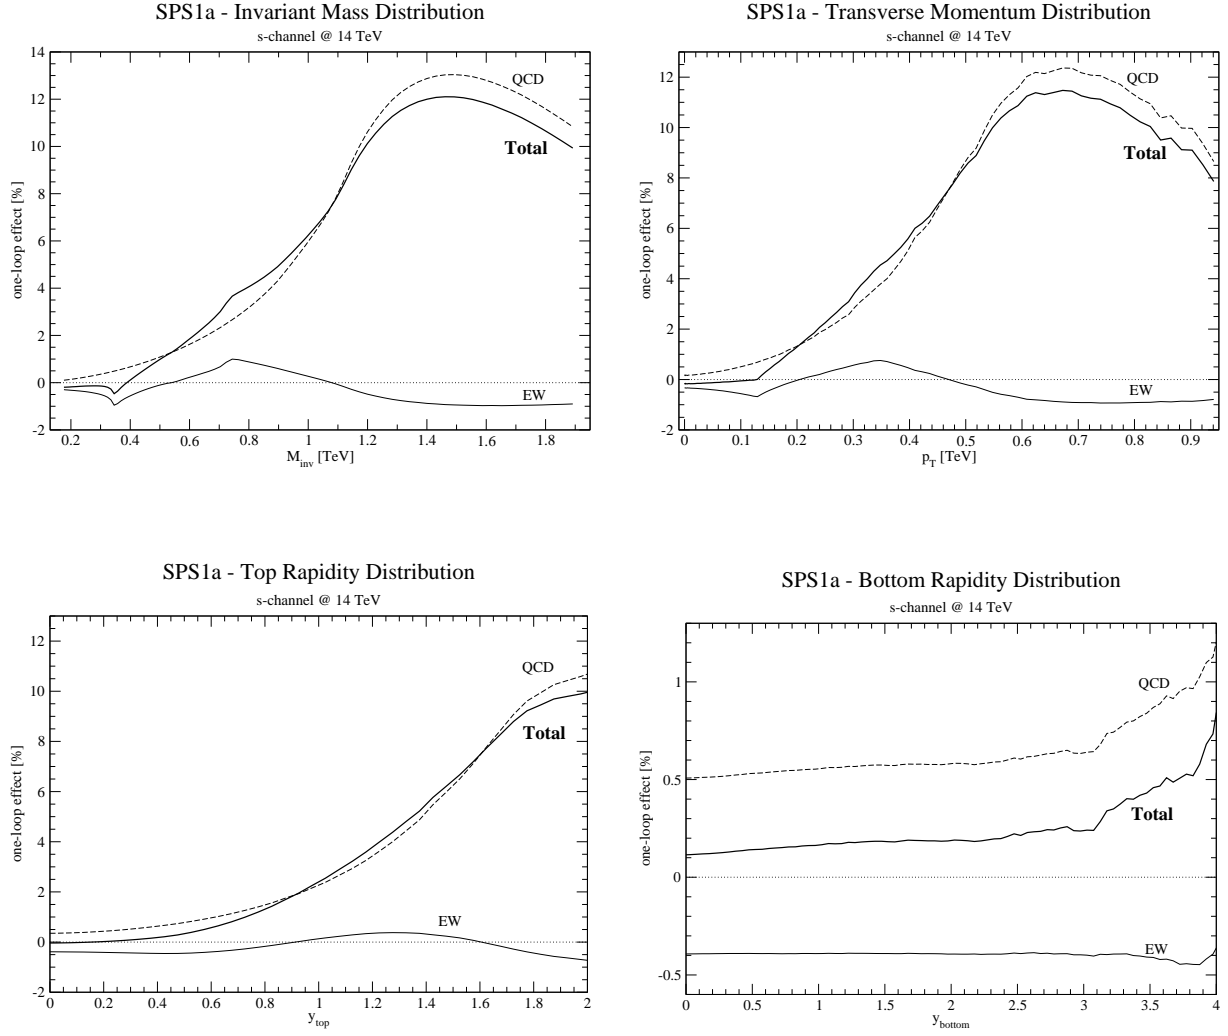 SPS1a - Invariant Mass Distribution
s-channel @ 14 TeV
one-loop effect [%]
14
12
10
8
6
4
2
0
-2
QCD
Total
EW
0.2 0.4 0.6 0.8 1 1.2 1.4 1.6 1.8
M_inv [TeV]
SPS1a - Transverse Momentum Distribution
s-channel @ 14 TeV
one-loop effect [%]
12
10
8
6
4
2
0
-2
QCD
Total
EW
0 0.1 0.2 0.3 0.4 0.5 0.6 0.7 0.8 0.9
p_T [TeV]
SPS1a - Top Rapidity Distribution
s-channel @ 14 TeV
one-loop effect [%]
12
10
8
6
4
2
0
-2
QCD
Total
EW
0 0.2 0.4 0.6 0.8 1 1.2 1.4 1.6 1.8 2
y_top
SPS1a - Bottom Rapidity Distribution
s-channel @ 14 TeV
one-loop effect [%]
1
0.5
0
-0.5
QCD
Total
EW
0 0.5 1 1.5 2 2.5 3 3.5 4
y_bottom